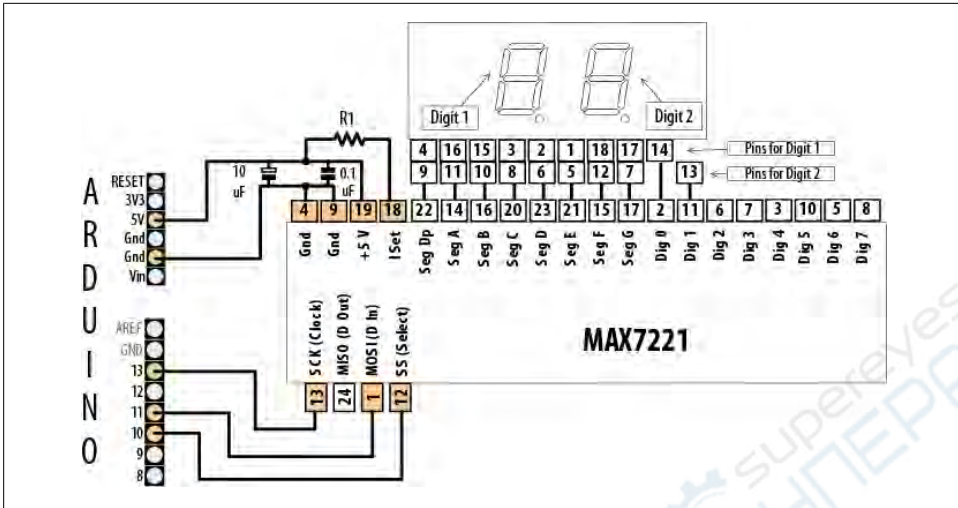 Digit 1
Digit 2
R1
4 16 15 3 2 1 18 17 14
Pins for Digit 1
9 11 10 8 6 5 12 7 13
Pins for Digit 2
10 uF
0.1 uF
ARDUINO
RESET
3V3
5V
Gnd
Gnd
Vin
4 9 19 18 22 14 16 20 23 21 15 17 2 11 6 7 3 10 5 8
Gnd
Gnd
+5 V
ISet
Seg Dp
Seg A
Seg B
Seg C
Seg D
Seg E
Seg F
Seg G
Dig 0
Dig 1
Dig 2
Dig 3
Dig 4
Dig 5
Dig 6
Dig 7
MAX7221
SCK (Clock)
MISO (D Out)
MOSI (D In)
SS (Select)
13 24 1 12
AREF
GND
13
12
11
10
9
8
supereyes